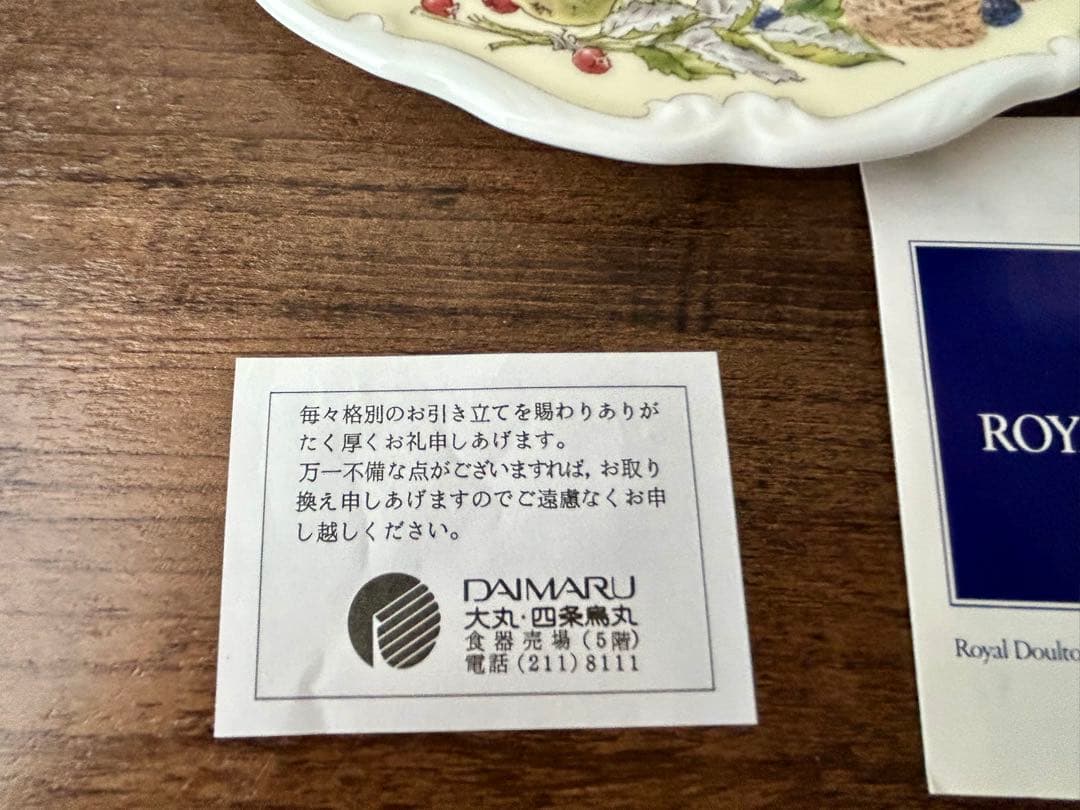 毎々格別のお引き立てを賜わりありが
たく厚くお礼申しあげます。
万一不備な点がございますれば, お取り
換え申しあげますのでご遠慮なくお申
し越しください。
DAIMARU
大丸・四条烏丸
食器売場(5階)
電話(211)8111
ROY
Royal Doulto